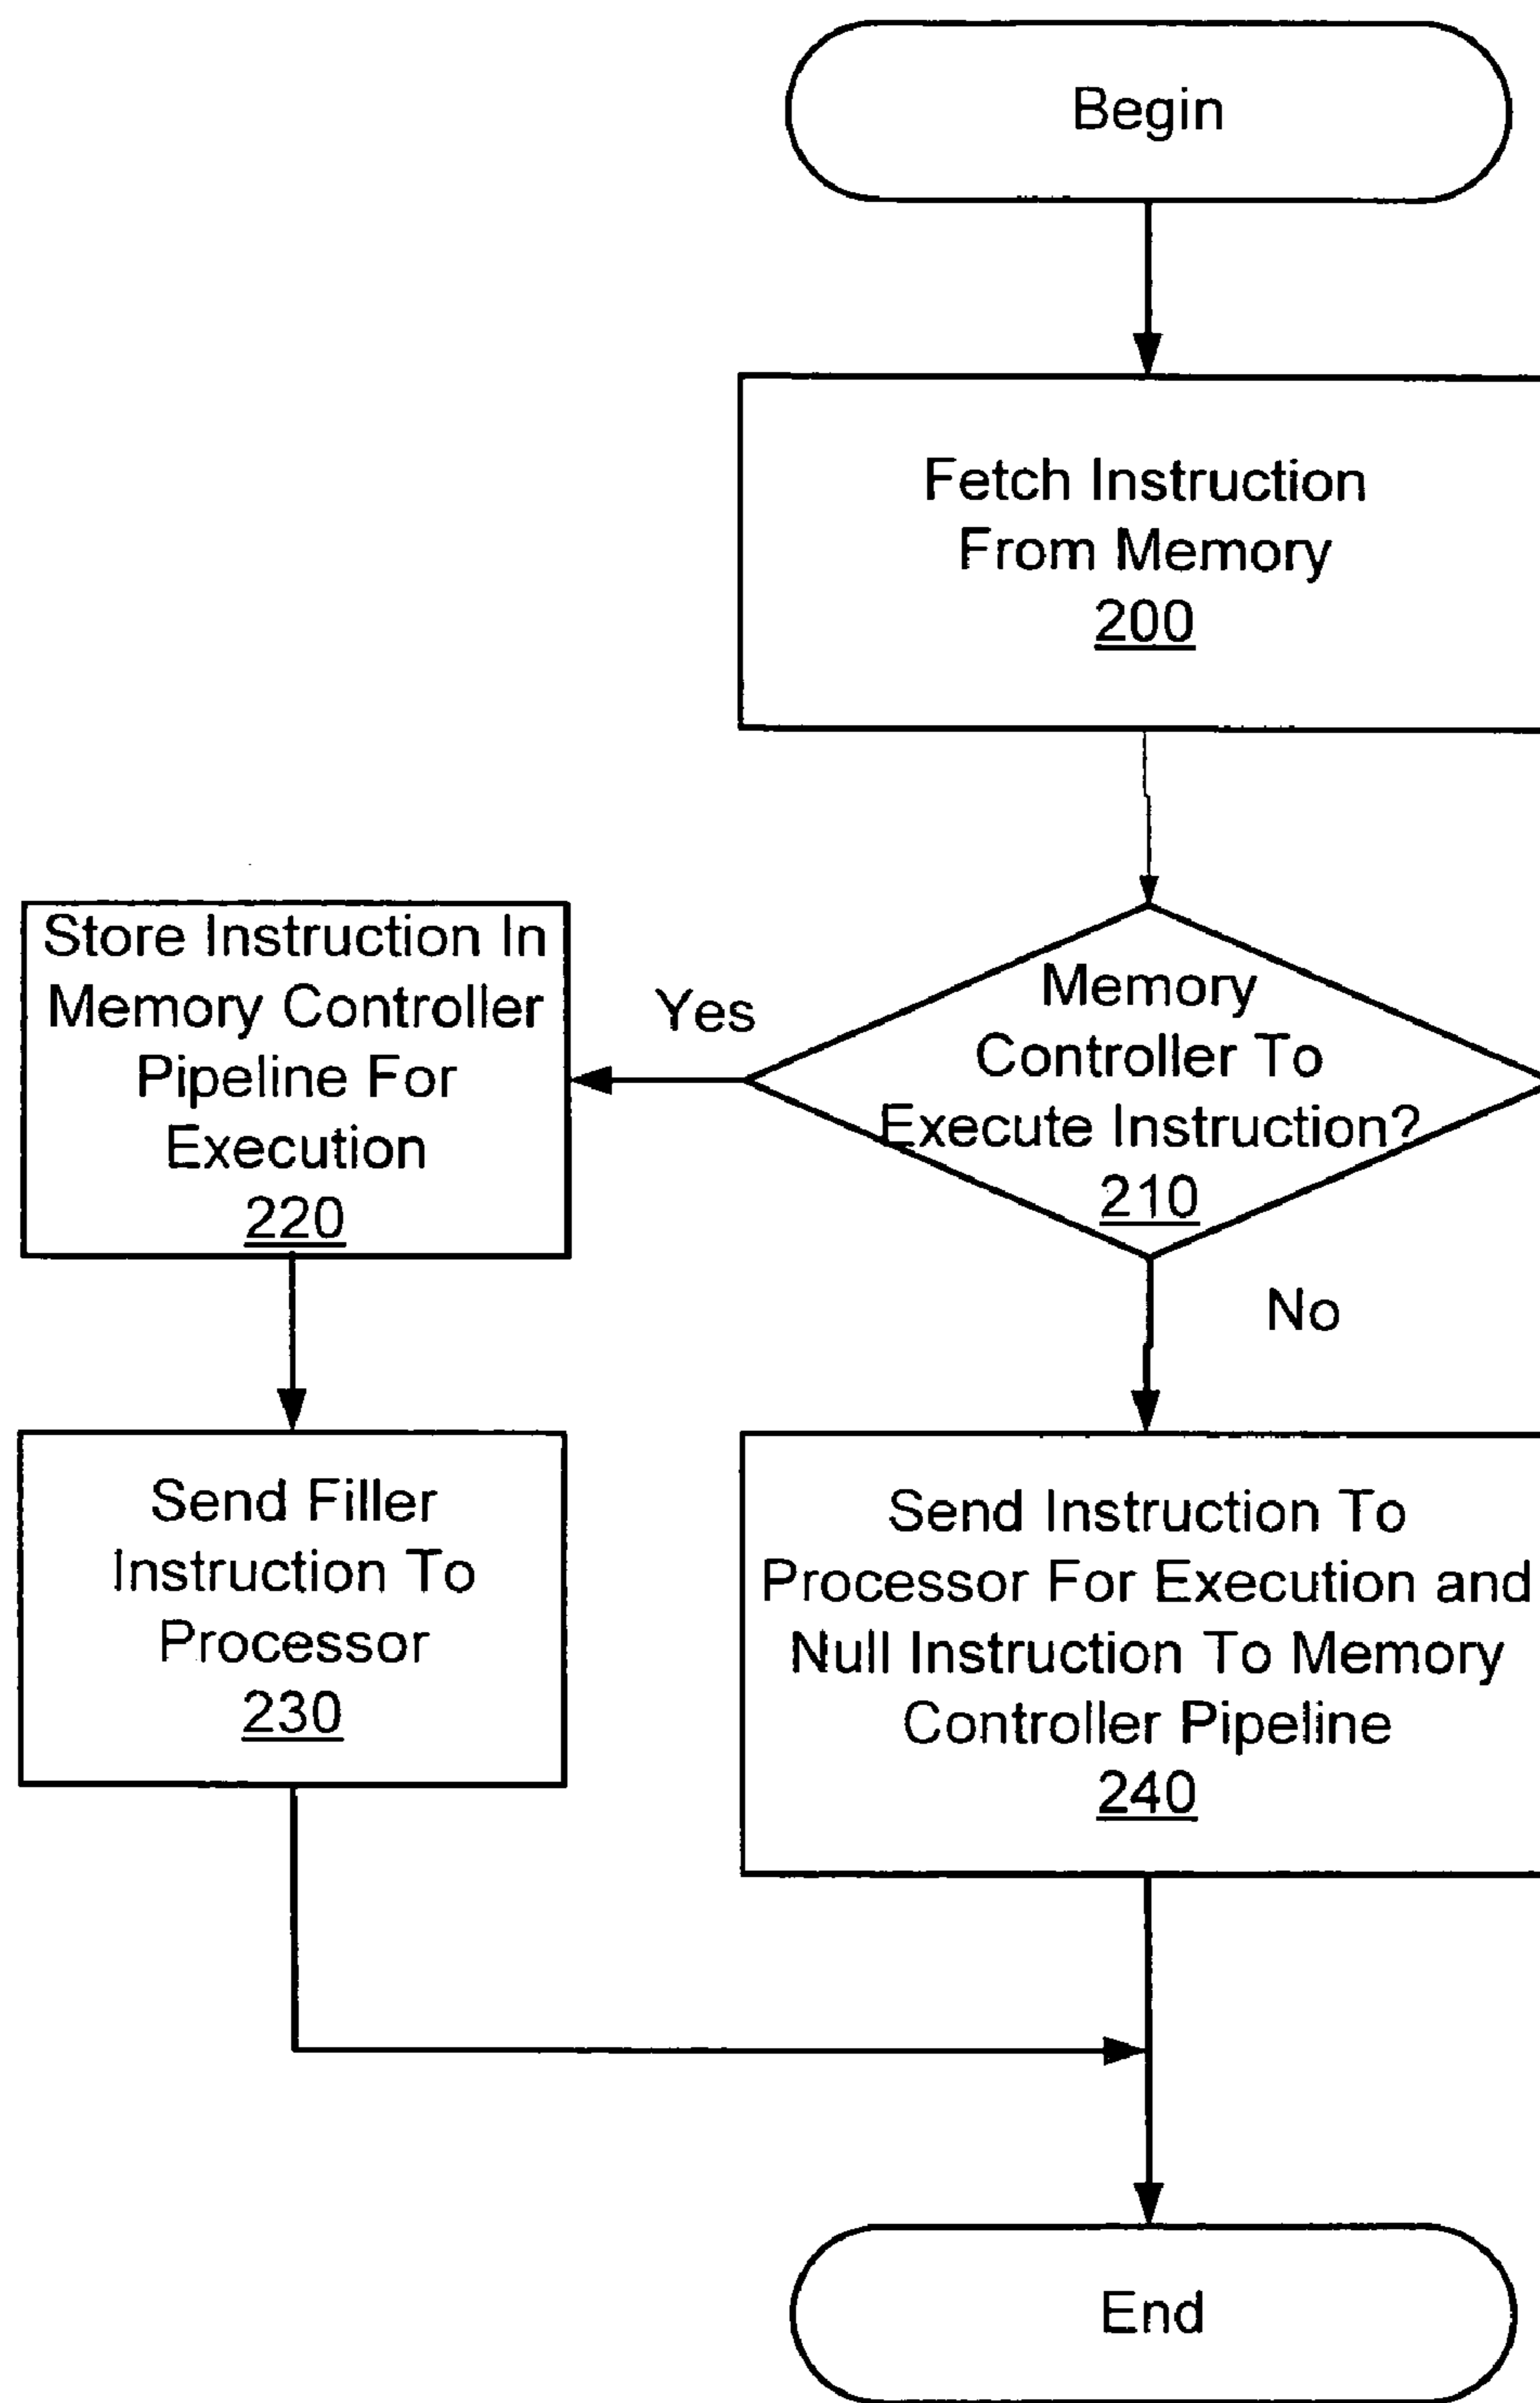 Begin
Fetch Instruction
From Memory
200
Memory
Controller To
Execute Instruction?
210
Yes
No
Store Instruction In
Memory Controller
Pipeline For
Execution
220
Send Filler
Instruction To
Processor
230
Send Instruction To
Processor For Execution and
Null Instruction To Memory
Controller Pipeline
240
End